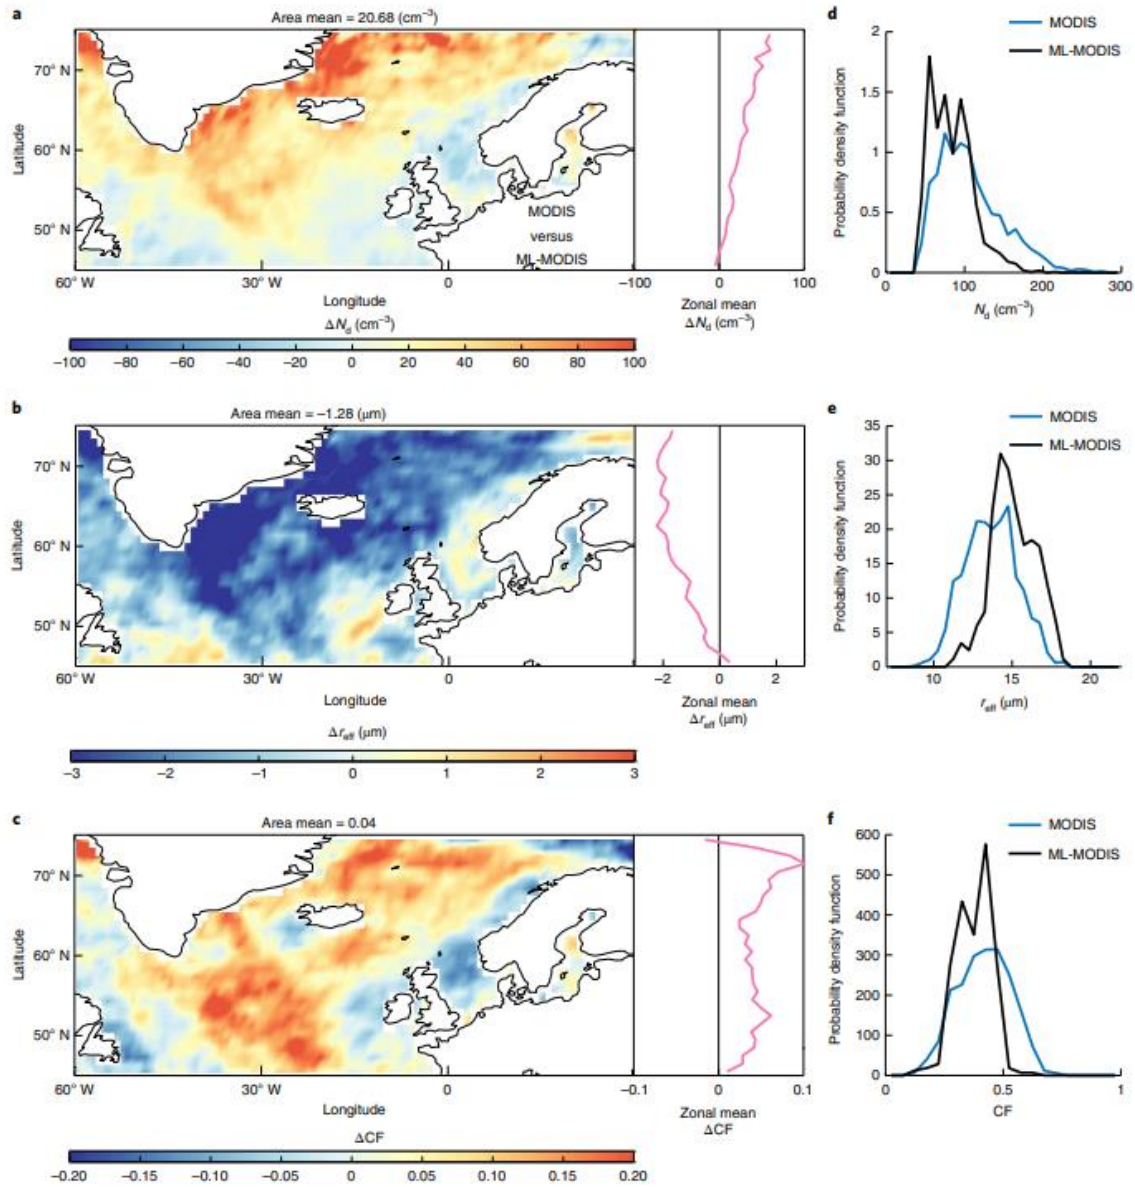 a
Area mean = 20.68 (cm⁻³)
70° N
60° N
50° N
Latitude
MODIS
versus
ML-MODIS
60° W
30° W
0
Longitude
−100
0
100
Zonal mean
ΔN_d (cm⁻³)
ΔN_d (cm⁻³)
−100 −80 −60 −40 −20 0 20 40 60 80 100
d
MODIS
ML-MODIS
2
1.5
1
0.5
0
Probability density function
0 100 200 300
N_d (cm⁻³)
b
Area mean = −1.28 (μm)
70° N
60° N
50° N
Latitude
60° W
30° W
0
Longitude
−2 0 2
Zonal mean
Δr_eff (μm)
Δr_eff (μm)
−3 −2 −1 0 1 2 3
e
MODIS
ML-MODIS
35
30
25
20
15
10
5
0
Probability density function
10 15 20
r_eff (μm)
c
Area mean = 0.04
70° N
60° N
50° N
Latitude
60° W
30° W
0
Longitude
−0.1 0 0.1
Zonal mean
ΔCF
ΔCF
−0.20 −0.15 −0.10 −0.05 0 0.05 0.10 0.15 0.20
f
MODIS
ML-MODIS
600
500
400
300
200
100
0
Probability density function
0 0.5 1
CF